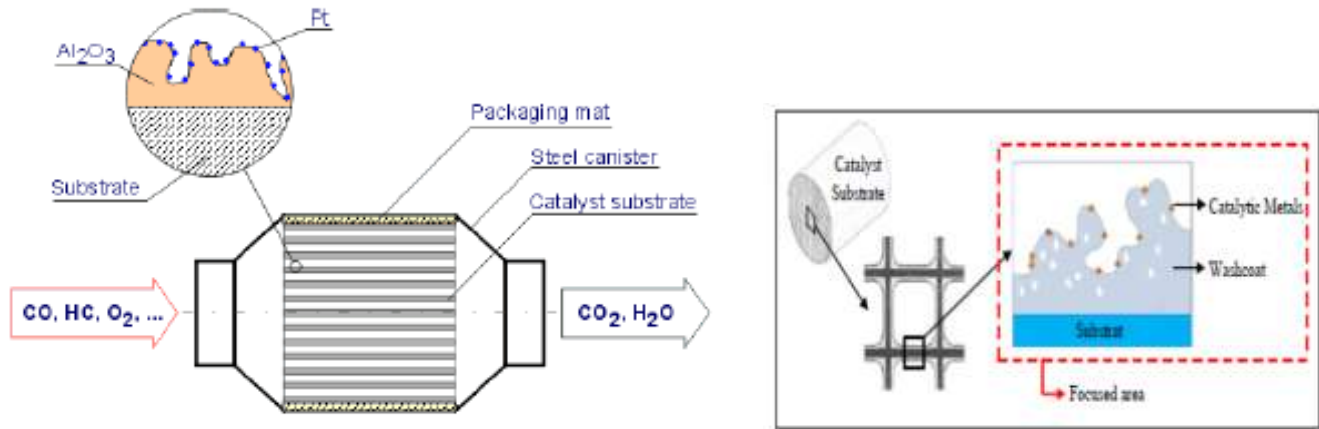 Pt
Al2O3
Packaging mat
Steel canister
Substrate
Catalyst substrate
CO, HC, O2, ...
CO2, H2O
Catalyst
Substrate
Catalytic Metals
Washcoat
Substrat
Focused area